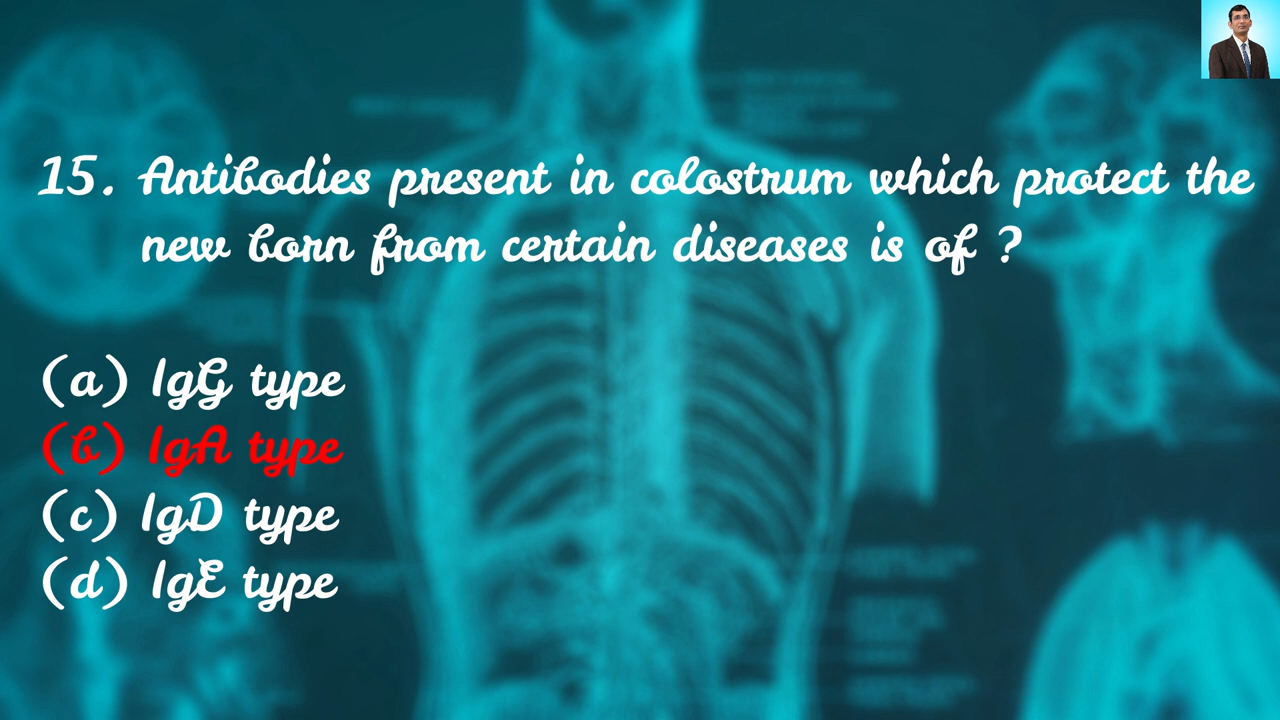 15. Antibodies present in colostrum which protect the
new born from certain diseases is of ?
(a) IgG type
(b) IgA type
(c) IgD type
(d) IgE type